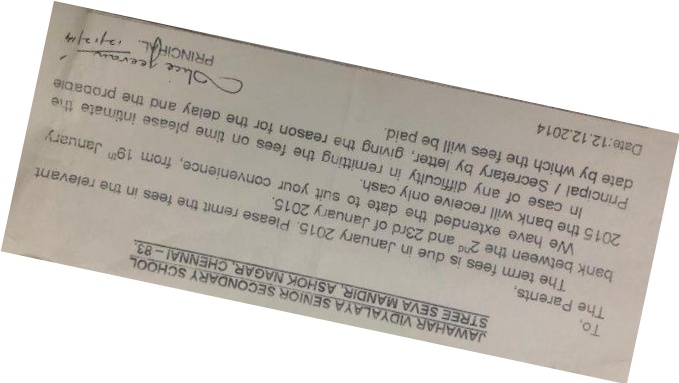 JAWAHAR VIDYALAYA SENIOR SECONDARY SCHOOL
STREE SEVA MANDIR, ASHOK NAGAR, CHENNAI – 83.
To,
The Parents,
The term fees is due in January 2015. Please remit the fees in the relevant
bank between the 2nd and 23rd of January 2015.
We have extended the date to suit your convenience, from 19th January
2015 the bank will receive only cash.
In case of any difficulty in remitting the fees on time please intimate the
Principal / Secretary by letter, giving the reason for the delay and the probable
date by which the fees will be paid.
Date:12.12.2014
PRINCIPAL
12/12/14